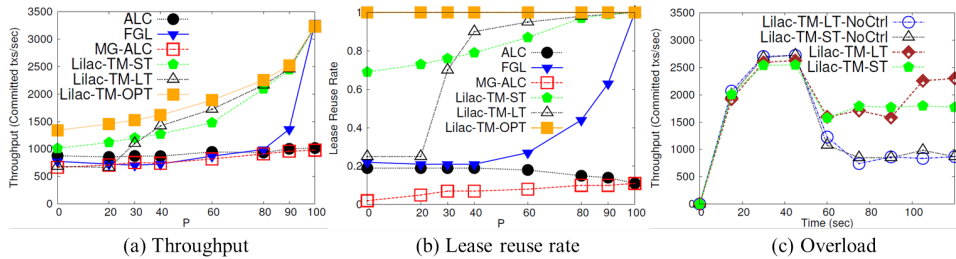 ALC
FGL
MG-ALC
Lilac-TM-ST
Lilac-TM-LT
Lilac-TM-OPT
Throughput (Committed txs/sec)
3500
3000
2500
2000
1500
1000
500
0
0 20 30 40 60 80 90 100
P
(a) Throughput
ALC
FGL
MG-ALC
Lilac-TM-ST
Lilac-TM-LT
Lilac-TM-OPT
Lease Reuse Rate
1
0.8
0.6
0.4
0.2
0
0 20 30 40 60 80 90 100
P
(b) Lease reuse rate
Lilac-TM-LT-NoCtrl
Lilac-TM-ST-NoCtrl
Lilac-TM-LT
Lilac-TM-ST
Throughput (Committed txs/sec)
3500
3000
2500
2000
1500
1000
500
0
0 20 40 60 80 100
Time (sec)
(c) Overload